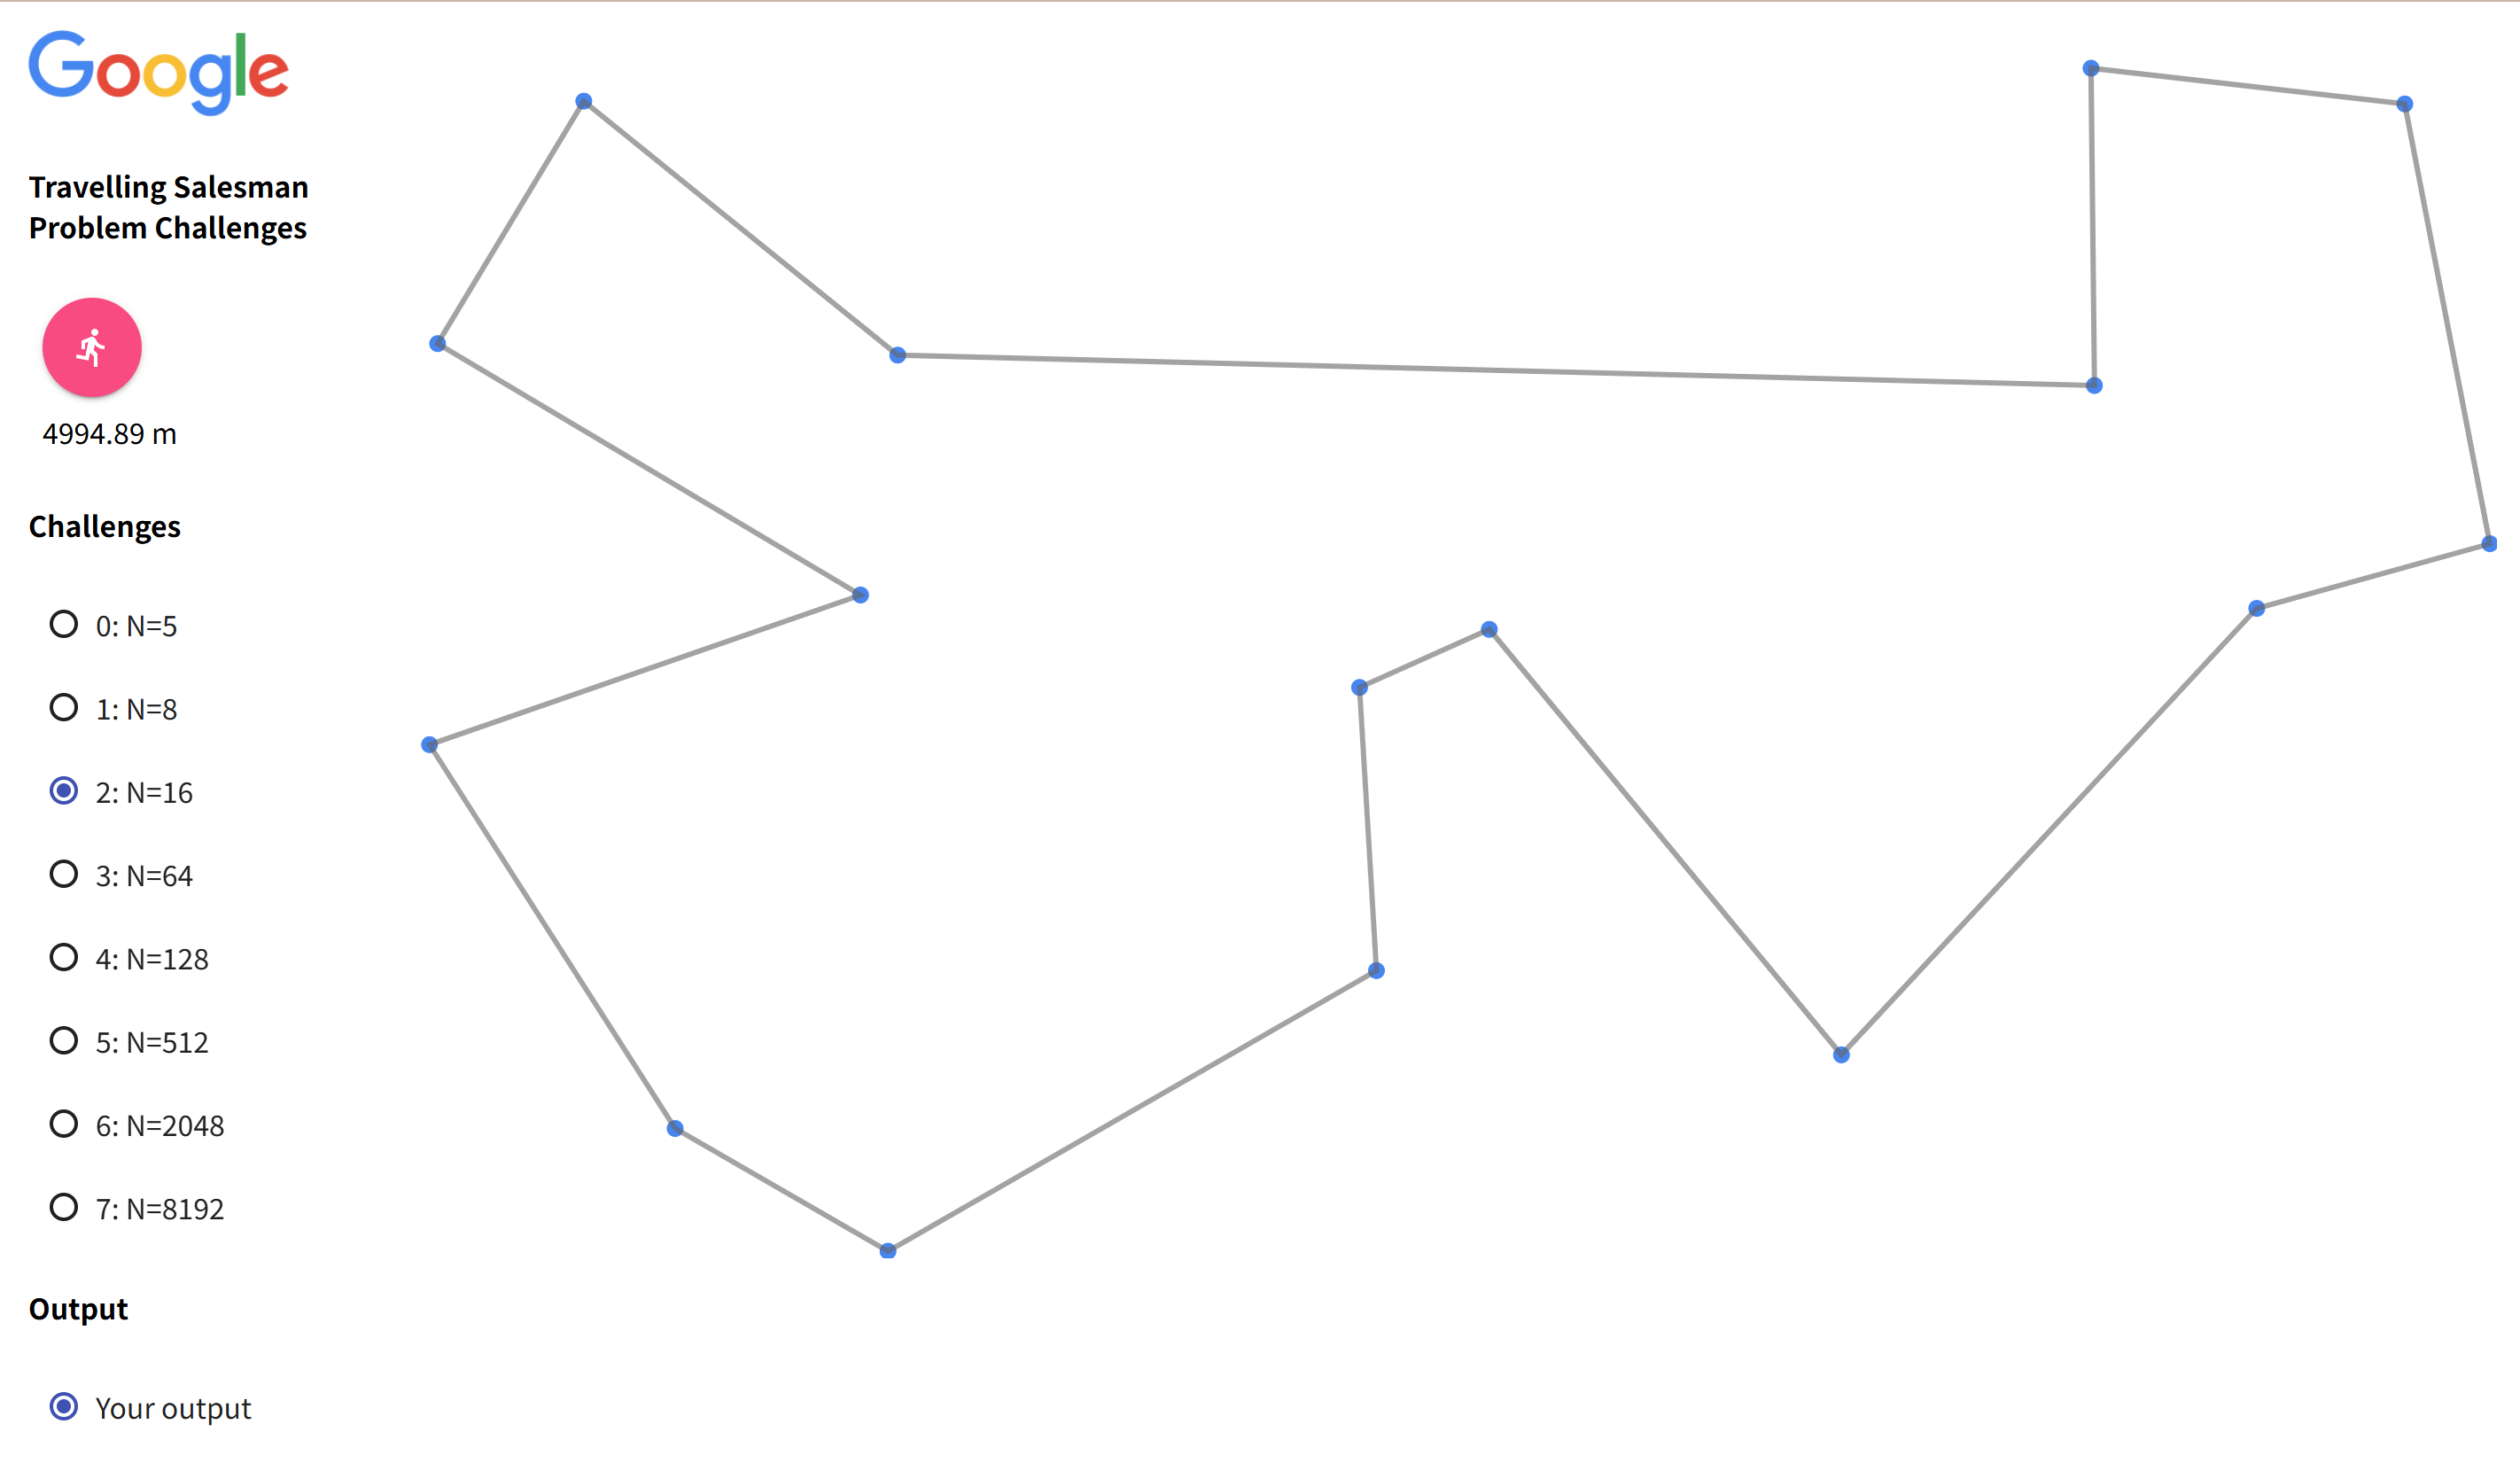 Google
Travelling Salesman
Problem Challenges
4994.89 m
Challenges
0: N=5
1: N=8
2: N=16
3: N=64
4: N=128
5: N=512
6: N=2048
7: N=8192
Output
Your output